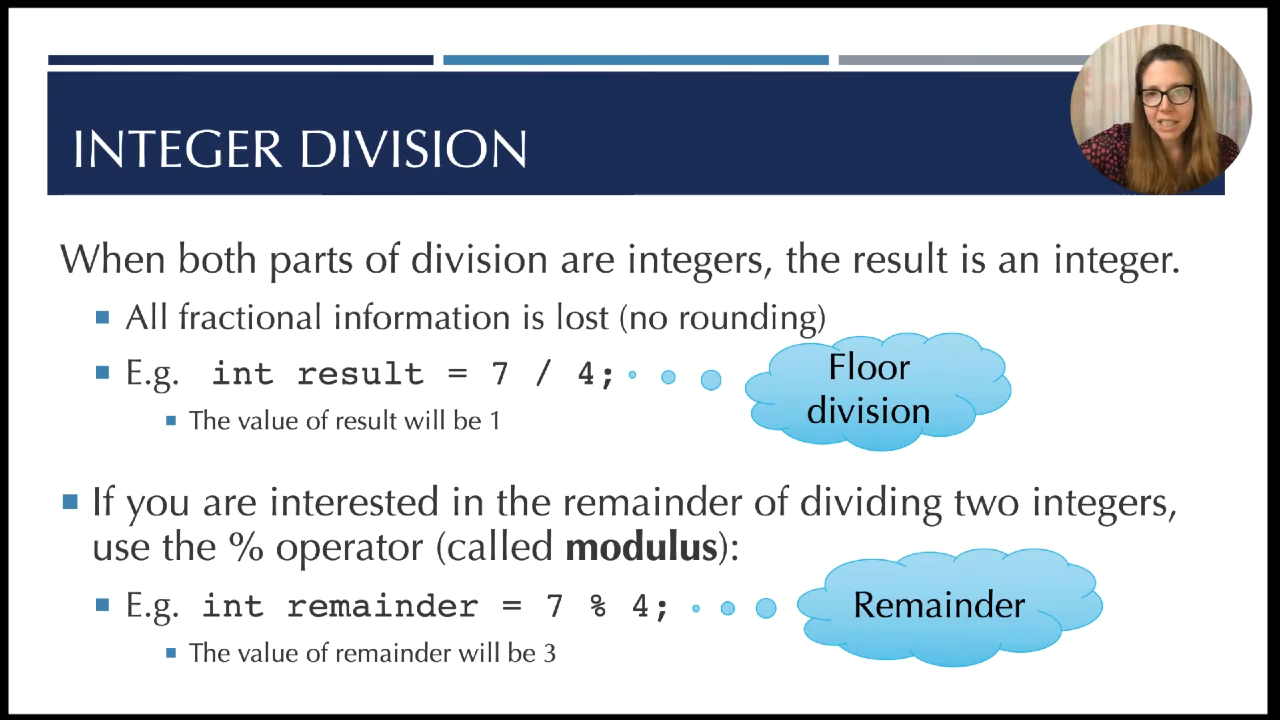 INTEGER DIVISION
When both parts of division are integers, the result is an integer.
All fractional information is lost (no rounding)
E.g. int result = 7 / 4;
Floor
division
The value of result will be 1
If you are interested in the remainder of dividing two integers,
use the % operator (called modulus):
E.g. int remainder = 7 % 4;
Remainder
The value of remainder will be 3